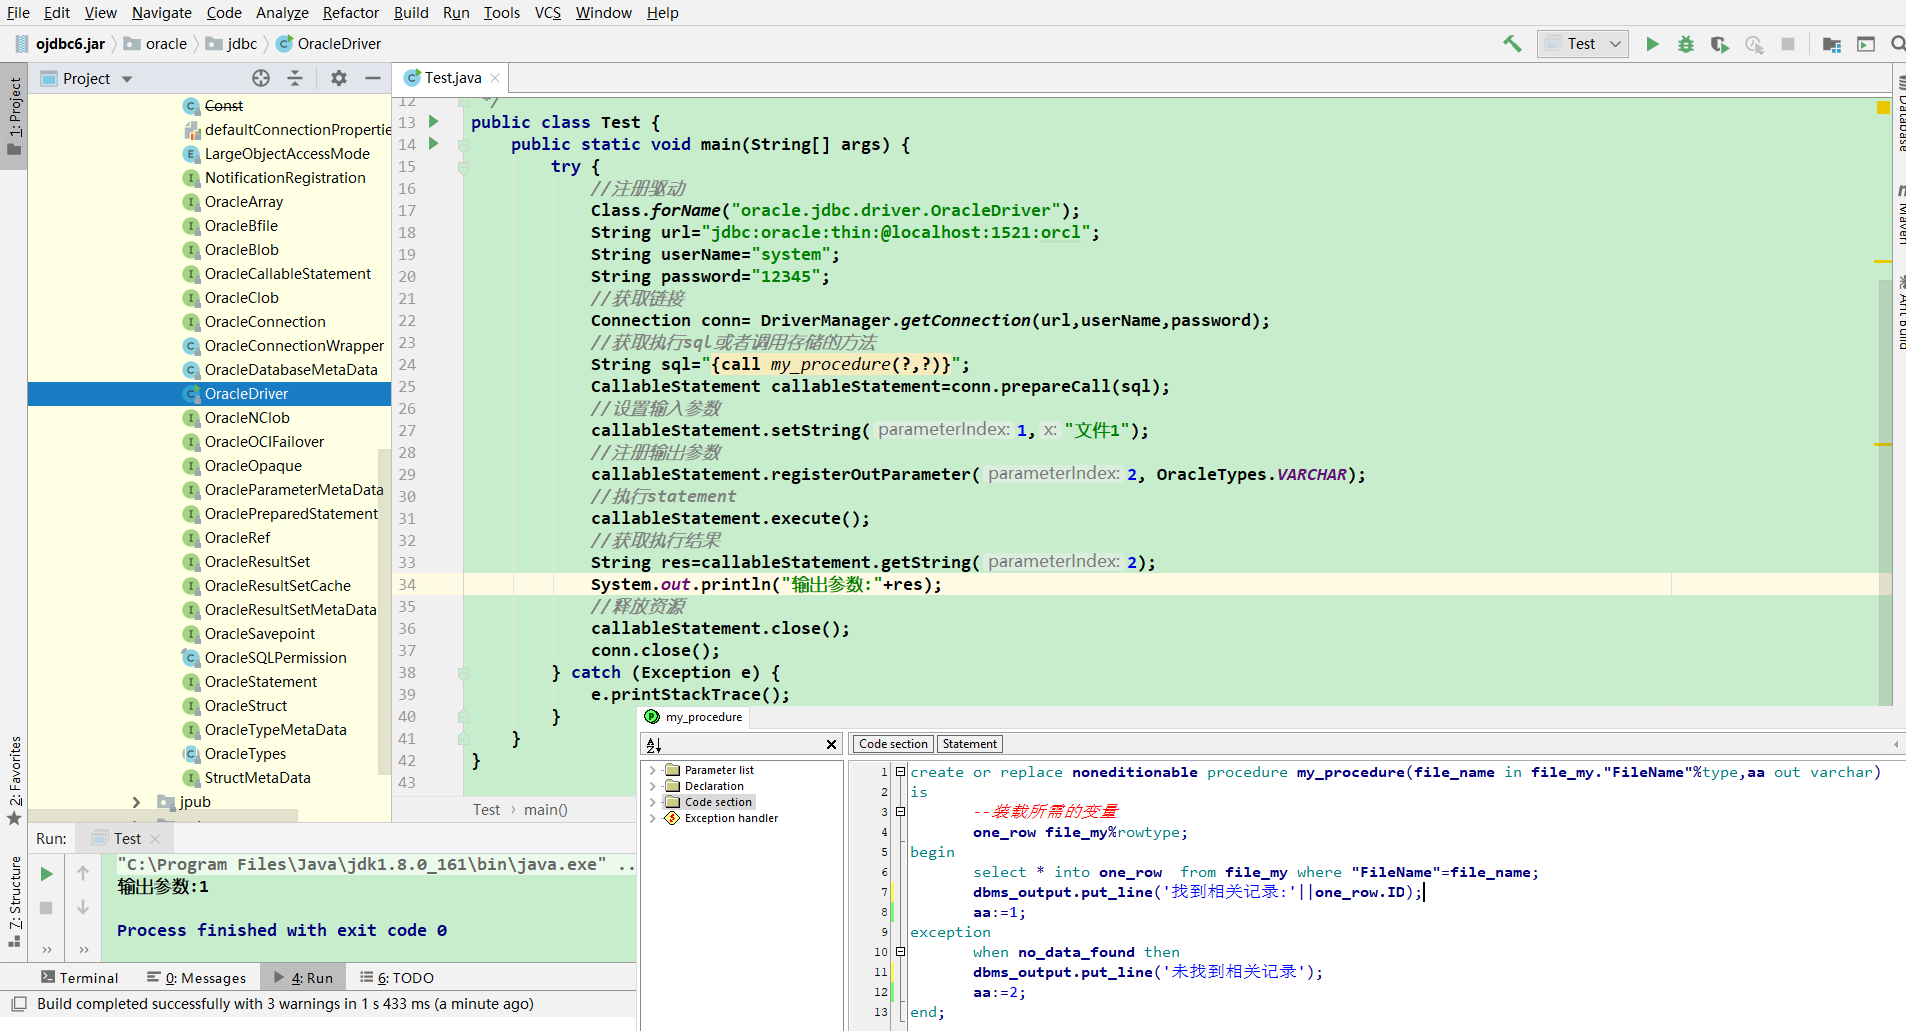 File Edit View Navigate Code Analyze Refactor Build Run Tools VCS Window Help
ojdbc6.jar oracle jdbc OracleDriver Test
1: Project
2: Favorites
7: Structure
Project
Const
defaultConnectionPropertie
LargeObjectAccessMode
NotificationRegistration
OracleArray
OracleBfile
OracleBlob
OracleCallableStatement
OracleClob
OracleConnection
OracleConnectionWrapper
OracleDatabaseMetaData
OracleDriver
OracleNClob
OracleOCIFailover
OracleOpaque
OracleParameterMetaData
OraclePreparedStatement
OracleRef
OracleResultSet
OracleResultSetCache
OracleResultSetMetaData
OracleSavepoint
OracleSQLPermission
OracleStatement
OracleStruct
OracleTypeMetaData
OracleTypes
StructMetaData
jpub
Test.java
12 */
13 public class Test {
14 public static void main(String[] args) {
15 try {
16 //注册驱动
17 Class.forName("oracle.jdbc.driver.OracleDriver");
18 String url="jdbc:oracle:thin:@localhost:1521:orcl";
19 String userName="system";
20 String password="12345";
21 //获取链接
22 Connection conn= DriverManager.getConnection(url,userName,password);
23 //获取执行sql或者调用存储的方法
24 String sql="{call my_procedure(?,?)}";
25 CallableStatement callableStatement=conn.prepareCall(sql);
26 //设置输入参数
27 callableStatement.setString( parameterIndex: 1, x: "文件1");
28 //注册输出参数
29 callableStatement.registerOutParameter( parameterIndex: 2, OracleTypes.VARCHAR);
30 //执行statement
31 callableStatement.execute();
32 //获取执行结果
33 String res=callableStatement.getString( parameterIndex: 2);
34 System.out.println("输出参数:"+res);
35 //释放资源
36 callableStatement.close();
37 conn.close();
38 } catch (Exception e) {
39 e.printStackTrace();
40 }
41 }
42 }
43
Test main()
Database
Maven
Ant Build
Run: Test
"C:\Program Files\Java\jdk1.8.0_161\bin\java.exe" ..
输出参数:1
Process finished with exit code 0
Terminal 0: Messages 4: Run 6: TODO
Build completed successfully with 3 warnings in 1 s 433 ms (a minute ago)
my_procedure
Code section Statement
Parameter list
Declaration
Code section
Exception handler
1 create or replace noneditionable procedure my_procedure(file_name in file_my."FileName"%type,aa out varchar)
2 is
3 --装载所需的变量
4 one_row file_my%rowtype;
5 begin
6 select * into one_row from file_my where "FileName"=file_name;
7 dbms_output.put_line('找到相关记录:'||one_row.ID);
8 aa:=1;
9 exception
10 when no_data_found then
11 dbms_output.put_line('未找到相关记录');
12 aa:=2;
13 end;